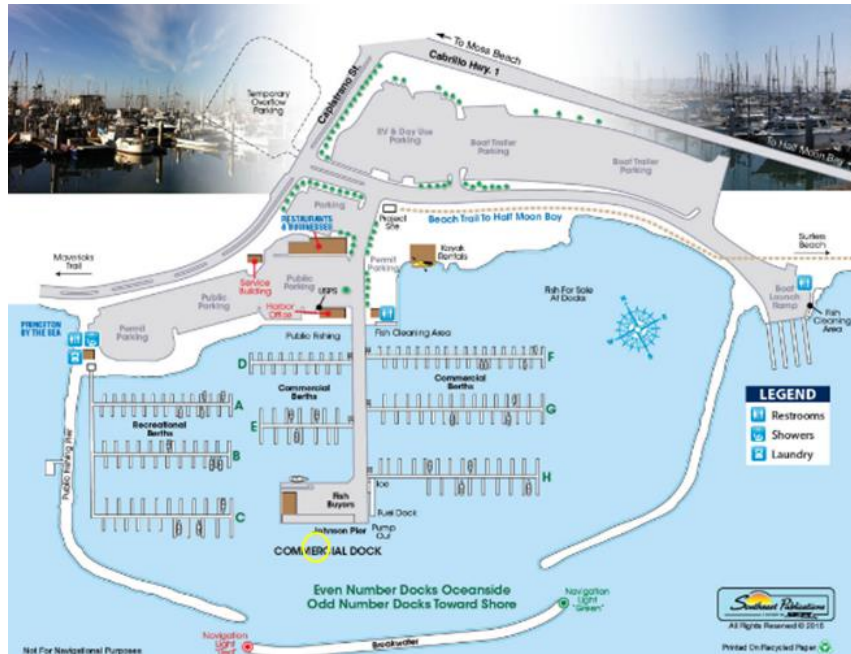 To Moss Beach
Cabrillo Hwy. 1
Capistrano St.
Temporary
Overflow
Parking
RV & Day Use
Parking
Boat Trailer
Parking
Boat Trailer
Parking
To Half Moon Bay
Parking
RESTAURANTS
& BUSINESSES
Project
Site
Beach Trail To Half Moon Bay
Surfers
Beach
Mavericks
Trail
Service
Building
Public
Parking
USPS
Permit
Parking
Kayak
Rentals
Public
Parking
Harbor
Office
Fish For Sale
At Docks
Boat
Launch
Ramp
Fish
Cleaning
Area
PRINCETON
BY THE SEA
Permit
Parking
Public Fishing
Fish Cleaning Area
D
F
Commercial
Berths
Commercial
Berths
A
Recreational
Berths
E
G
B
Public Fishing Pier
C
H
Ice
Fish
Buyers
Fuel Dock
Johnson Pier
Pump
Out
COMMERCIAL DOCK
LEGEND
Restrooms
Showers
Laundry
Even Number Docks Oceanside
Odd Number Docks Toward Shore
Navigation
Light
"Green"
Navigation
Light
"Red"
Breakwater
Not For Navigational Purposes
Southeast Publications
All Rights Reserved © 2015
Printed On Recycled Paper